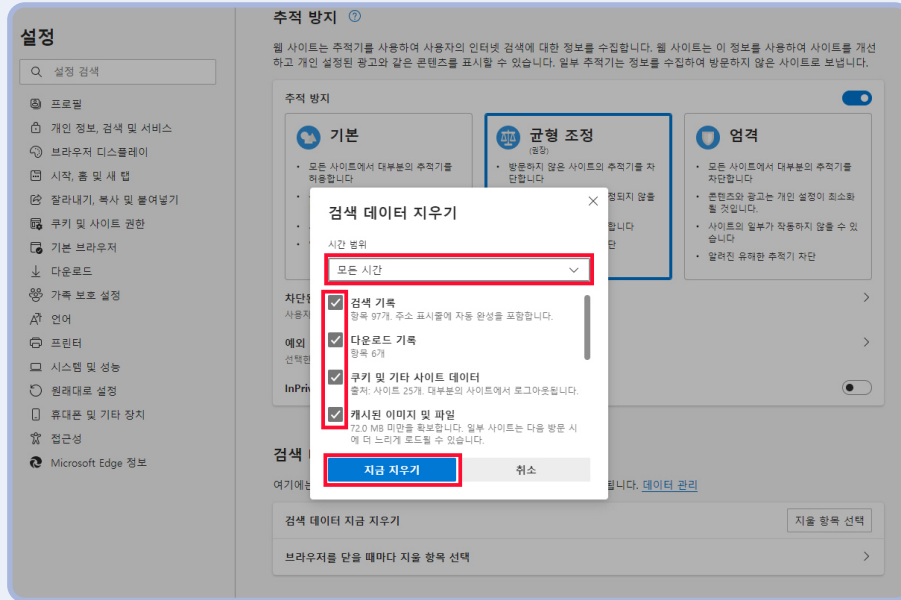 설정
설정 검색
프로필
개인 정보, 검색 및 서비스
브라우저 디스플레이
시작, 홈 및 새 탭
잘라내기, 복사 및 붙여넣기
쿠키 및 사이트 권한
기본 브라우저
다운로드
가족 보호 설정
언어
프린터
시스템 및 성능
원래대로 설정
휴대폰 및 기타 장치
접근성
Microsoft Edge 정보
추적 방지
웹 사이트는 추적기를 사용하여 사용자의 인터넷 검색에 대한 정보를 수집합니다. 웹 사이트는 이 정보를 사용하여 사이트를 개선
하고 개인 설정된 광고와 같은 콘텐츠를 표시할 수 있습니다. 일부 추적기는 정보를 수집하여 방문하지 않은 사이트로 보냅니다.
추적 방지
기본
• 모든 사이트에서 대부분의 추적기를
허용합니다
균형 조정
(권장)
• 방문하지 않은 사이트의 추적기를 차
단합니다
정되지 않을
합니다
단
엄격
• 모든 사이트에서 대부분의 추적기를
차단합니다
• 콘텐츠와 광고는 개인 설정이 최소화
될 것입니다.
• 사이트의 일부가 작동하지 않을 수 있
습니다
• 알려진 유해한 추적기 차단
차단된
사용자
예외
선택한
InPriv
검색 데이터 지우기
시간 범위
모든 시간
검색 기록
항목 97개. 주소 표시줄에 자동 완성을 포함합니다.
다운로드 기록
항목 6개
쿠키 및 기타 사이트 데이터
출처: 사이트 25개. 대부분의 사이트에서 로그아웃됩니다.
캐시된 이미지 및 파일
72.0 MB 미만을 확보합니다. 일부 사이트는 다음 방문 시
에 더 느리게 로드될 수 있습니다.
지금 지우기
취소
검색
여기에는
됩니다. 데이터 관리
검색 데이터 지금 지우기
지울 항목 선택
브라우저를 닫을 때마다 지울 항목 선택